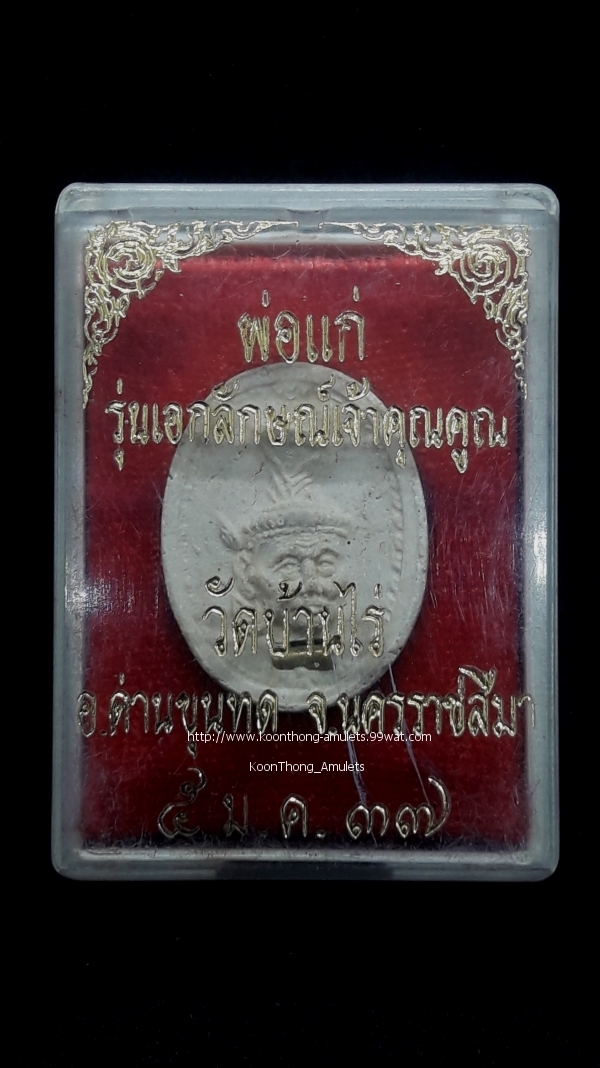 พ่อแก่
รุ่นเอกลักษณ์เจ้าคุณคูณ
วัดบ้านไร่
อ.ด่านขุนทด จ.นครราชสีมา
http://www.koonthong-amulets.99wat.com
KoonThong_Amulets
๕ ม ค. ๓๗